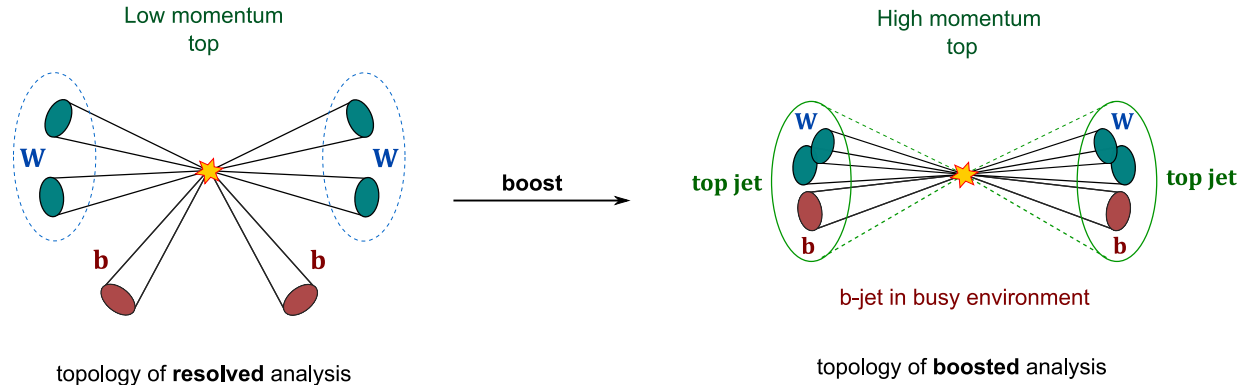 Low momentum
top
W
W
b
b
topology of resolved analysis
boost
High momentum
top
W
W
top jet
top jet
b
b
b-jet in busy environment
topology of boosted analysis